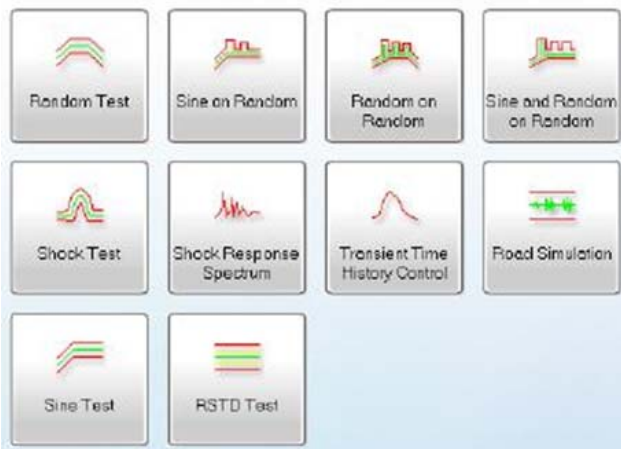 Random Test
Sine on Random
Random on
Random
Sine and Random
on Random
Shock Test
Shock Response
Spectrum
Transient Time
History Control
Road Simulation
Sine Test
RSTD Test